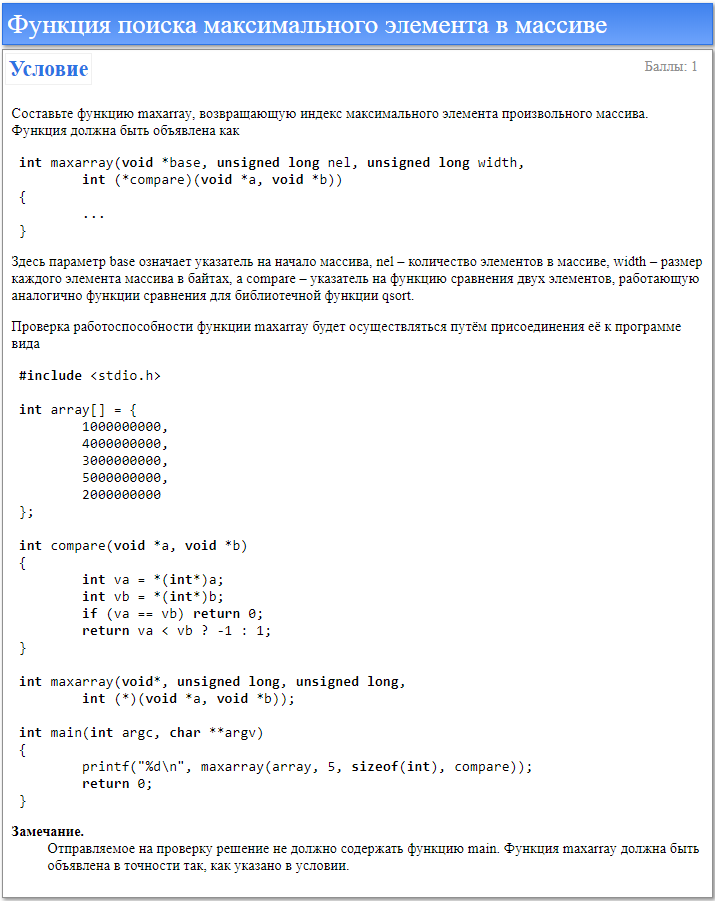 Функция поиска максимального элемента в массиве
Условие
Баллы: 1
Составьте функцию maxarray, возвращающую индекс максимального элемента произвольного массива.
Функция должна быть объявлена как
int maxarray(void *base, unsigned long nel, unsigned long width,
        int (*compare)(void *a, void *b))
{
        ...
}
Здесь параметр base означает указатель на начало массива, nel – количество элементов в массиве, width – размер
каждого элемента массива в байтах, а compare – указатель на функцию сравнения двух элементов, работающую
аналогично функции сравнения для библиотечной функции qsort.
Проверка работоспособности функции maxarray будет осуществляться путём присоединения её к программе
вида
#include <stdio.h>
int array[] = {
        1000000000,
        4000000000,
        3000000000,
        5000000000,
        2000000000
};
int compare(void *a, void *b)
{
        int va = *(int*)a;
        int vb = *(int*)b;
        if (va == vb) return 0;
        return va < vb ? -1 : 1;
}
int maxarray(void*, unsigned long, unsigned long,
        int (*)(void *a, void *b));
int main(int argc, char **argv)
{
        printf("%d\n", maxarray(array, 5, sizeof(int), compare));
        return 0;
}
Замечание.
Отправляемое на проверку решение не должно содержать функцию main. Функция maxarray должна быть
объявлена в точности так, как указано в условии.